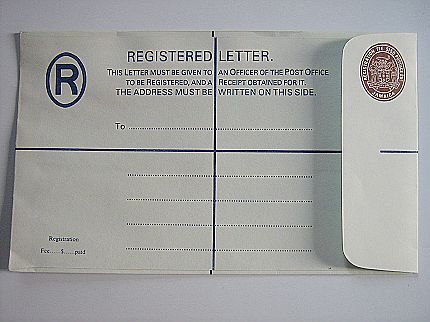 R
REGISTERED LETTER.
THIS LETTER MUST BE GIVEN TO AN OFFICER OF THE POST OFFICE
TO BE REGISTERED, AND A RECEIPT OBTAINED FOR IT.
THE ADDRESS MUST BE WRITTEN ON THIS SIDE.
To
Registration
Fee......$......paid
JAMAICA